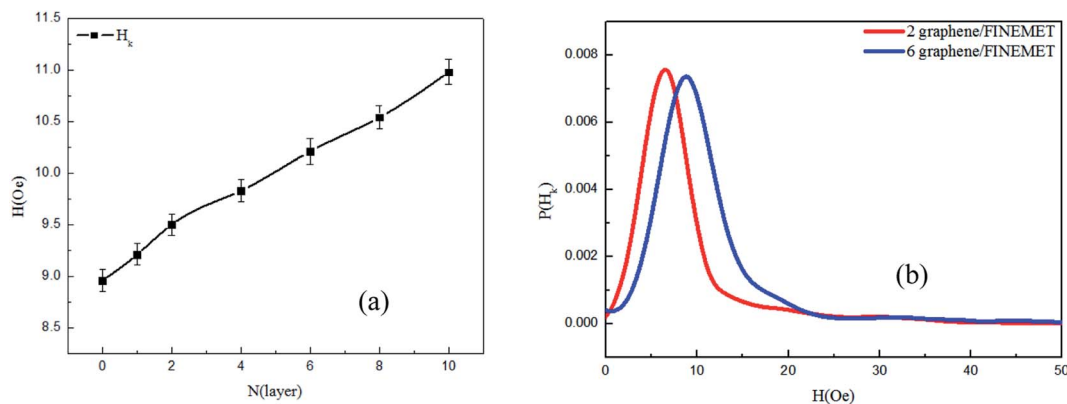 11.5
11.0
10.5
10.0
9.5
9.0
8.5
H(Oe)
H_k
0 2 4 6 8 10
N(layer)
(a)
(b)
2 graphene/FINEMET
6 graphene/FINEMET
0.008
0.006
0.004
0.002
0.000
P(H_k)
0 10 20 30 40 50
H(Oe)
(b)